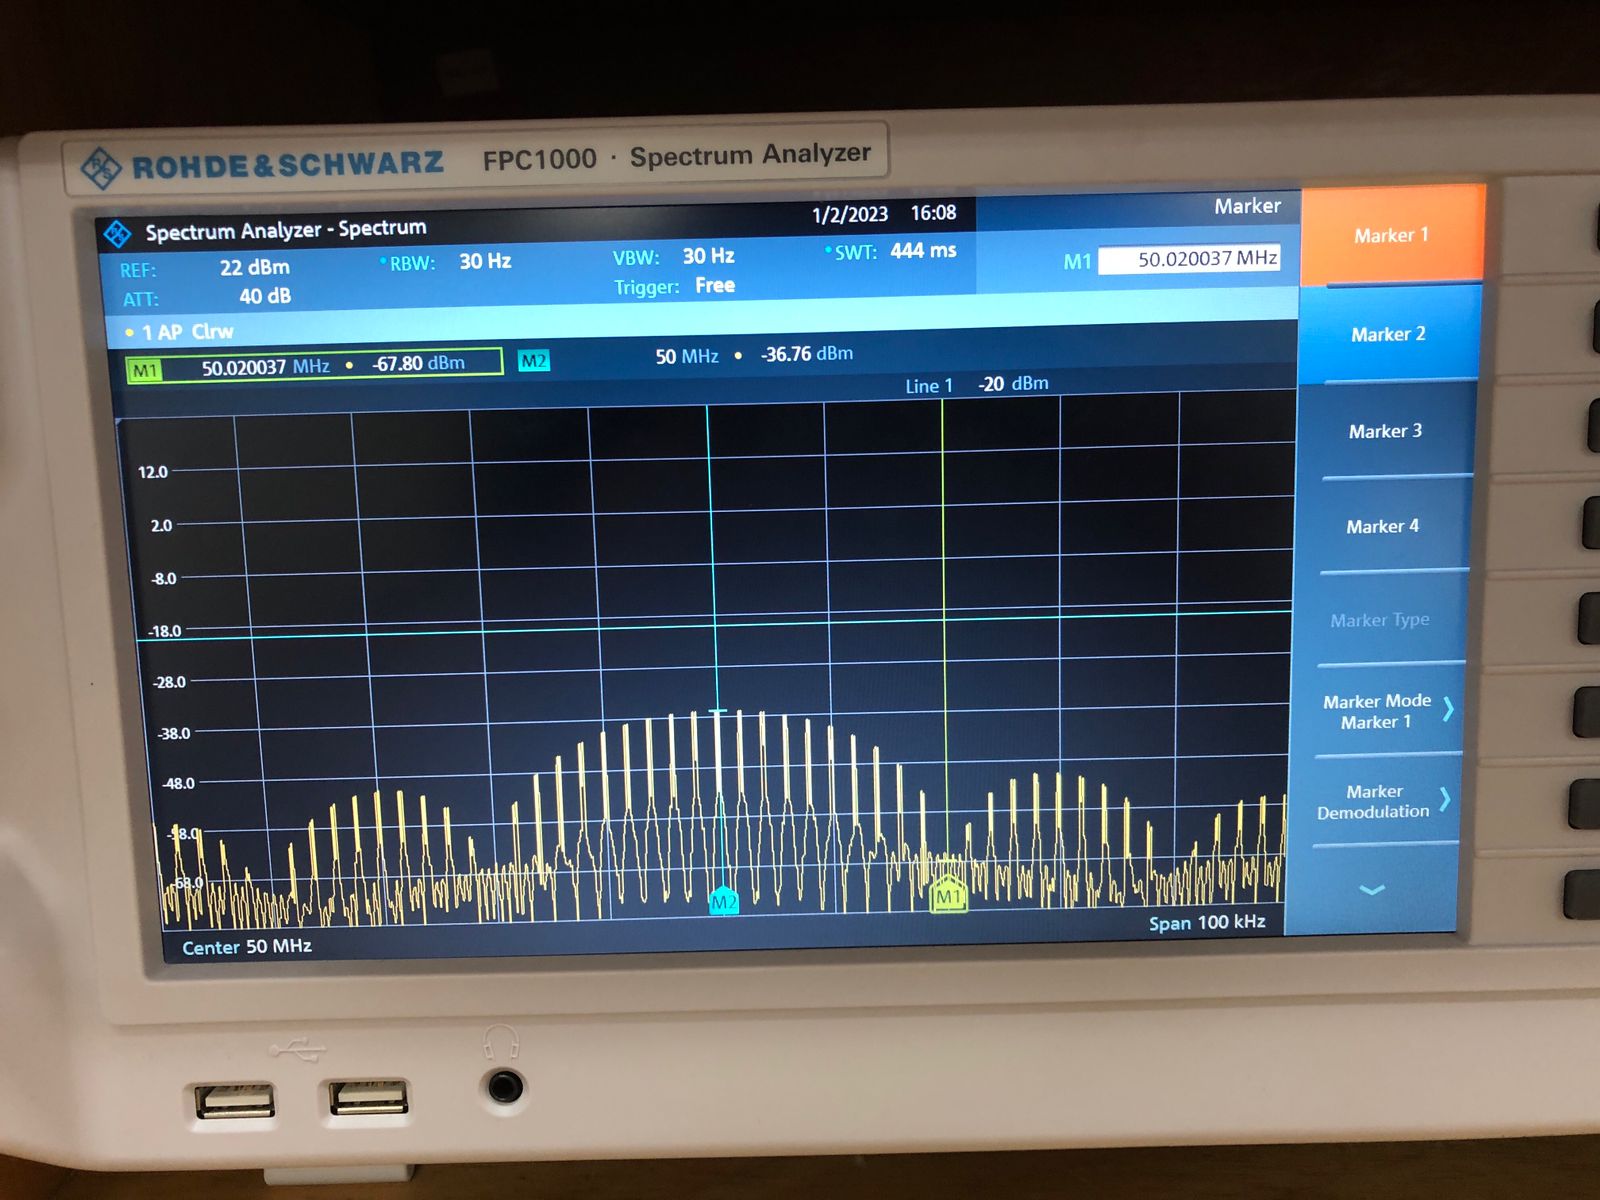 ROHDE&SCHWARZ FPC1000 · Spectrum Analyzer
Spectrum Analyzer - Spectrum 1/2/2023 16:08 Marker
REF: 22 dBm •RBW: 30 Hz VBW: 30 Hz •SWT: 444 ms M1 50.020037 MHz
ATT: 40 dB Trigger: Free
• 1 AP Clrw
M1 50.020037 MHz • -67.80 dBm M2 50 MHz • -36.76 dBm
Line 1 -20 dBm
12.0
2.0
-8.0
-18.0
-28.0
-38.0
-48.0
-58.0
-68.0
M2
M1
Center 50 MHz Span 100 kHz
Marker 1
Marker 2
Marker 3
Marker 4
Marker Type
Marker Mode
Marker 1
Marker
Demodulation